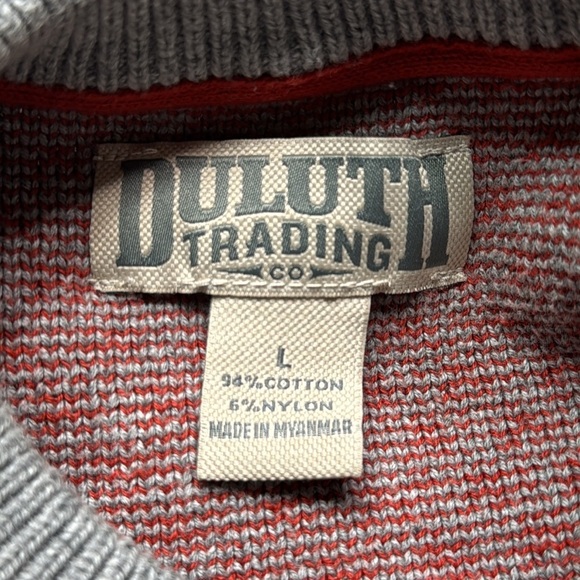 DULUTH
TRADING
CO
L
94% COTTON
6% NYLON
MADE IN MYANMAR